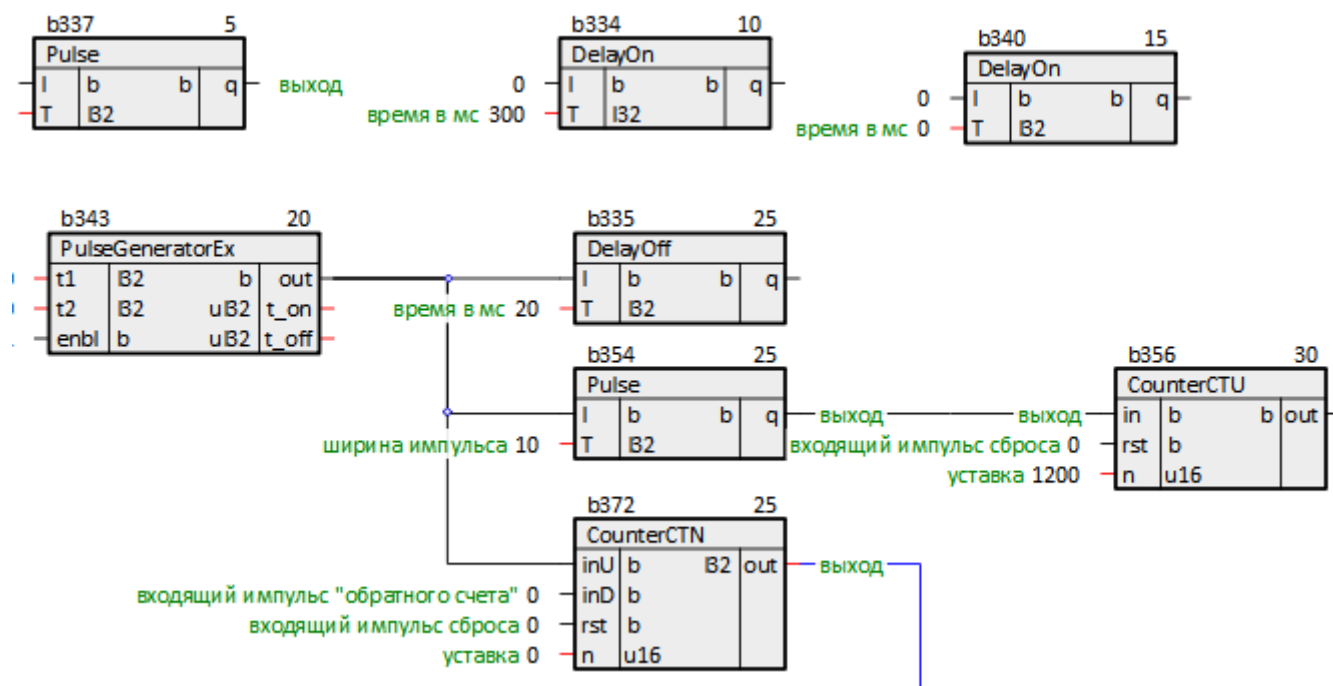 b337 5
Pulse
I b b q выход
T I32
b334 10
DelayOn
0 I b b q
время в мс 300 T I32
b340 15
DelayOn
0 I b b q
время в мс 0 T I32
b343 20
PulseGeneratorEx
t1 I32 b out
t2 I32 uI32 t_on
enbl b uI32 t_off
b335 25
DelayOff
I b b q
время в мс 20 T I32
b354 25
Pulse
I b b q выход
ширина импульса 10 T I32
b356 30
CounterCTU
выход in b b out
входящий импульс сброса 0 rst b
уставка 1200 n u16
b372 25
CounterCTN
inU b I32 out выход
входящий импульс "обратного счета" 0 inD b
входящий импульс сброса 0 rst b
уставка 0 n u16